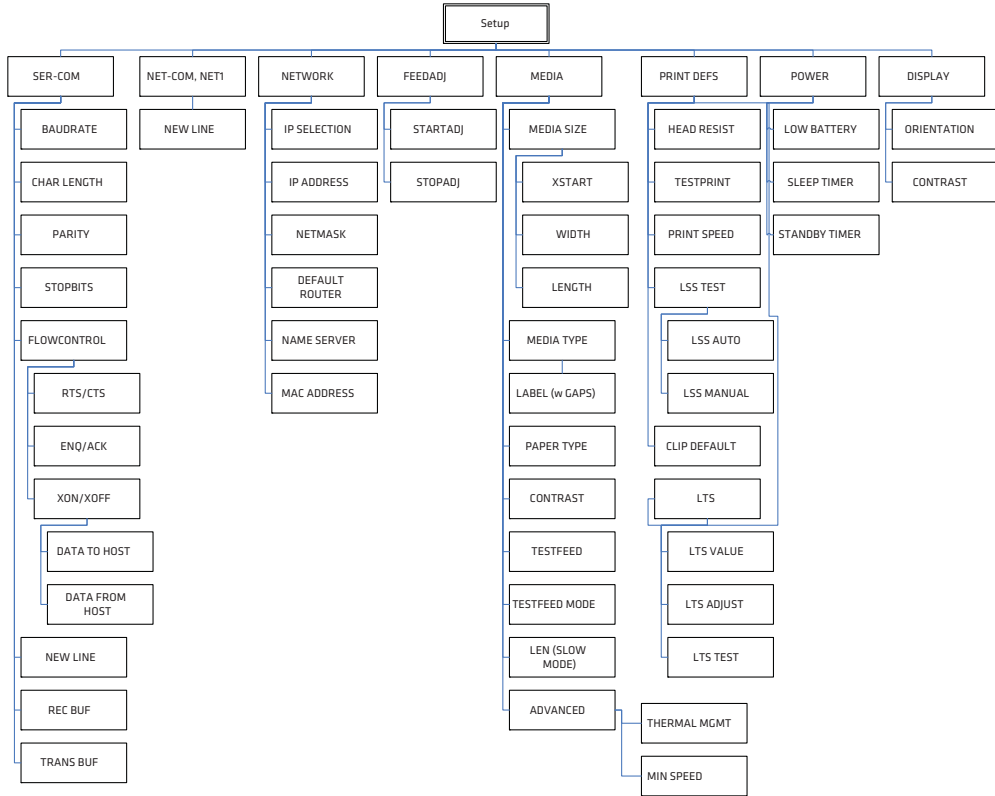 Setup
SER-COM
NET-COM, NET1
NETWORK
FEEDADJ
MEDIA
PRINT DEFS
POWER
DISPLAY
BAUDRATE
NEW LINE
IP SELECTION
STARTADJ
MEDIA SIZE
HEAD RESIST
LOW BATTERY
ORIENTATION
CHAR LENGTH
IP ADDRESS
STOPADJ
XSTART
TESTPRINT
SLEEP TIMER
CONTRAST
PARITY
NETMASK
WIDTH
PRINT SPEED
STANDBY TIMER
STOPBITS
DEFAULT
ROUTER
LENGTH
LSS TEST
FLOWCONTROL
NAME SERVER
MEDIA TYPE
LSS AUTO
RTS/CTS
MAC ADDRESS
LABEL (w GAPS)
LSS MANUAL
ENQ/ACK
PAPER TYPE
CLIP DEFAULT
XON/XOFF
CONTRAST
LTS
DATA TO HOST
TESTFEED
LTS VALUE
DATA FROM
HOST
TESTFEED MODE
LTS ADJUST
NEW LINE
LEN (SLOW
MODE)
LTS TEST
REC BUF
ADVANCED
THERMAL MGMT
TRANS BUF
MIN SPEED